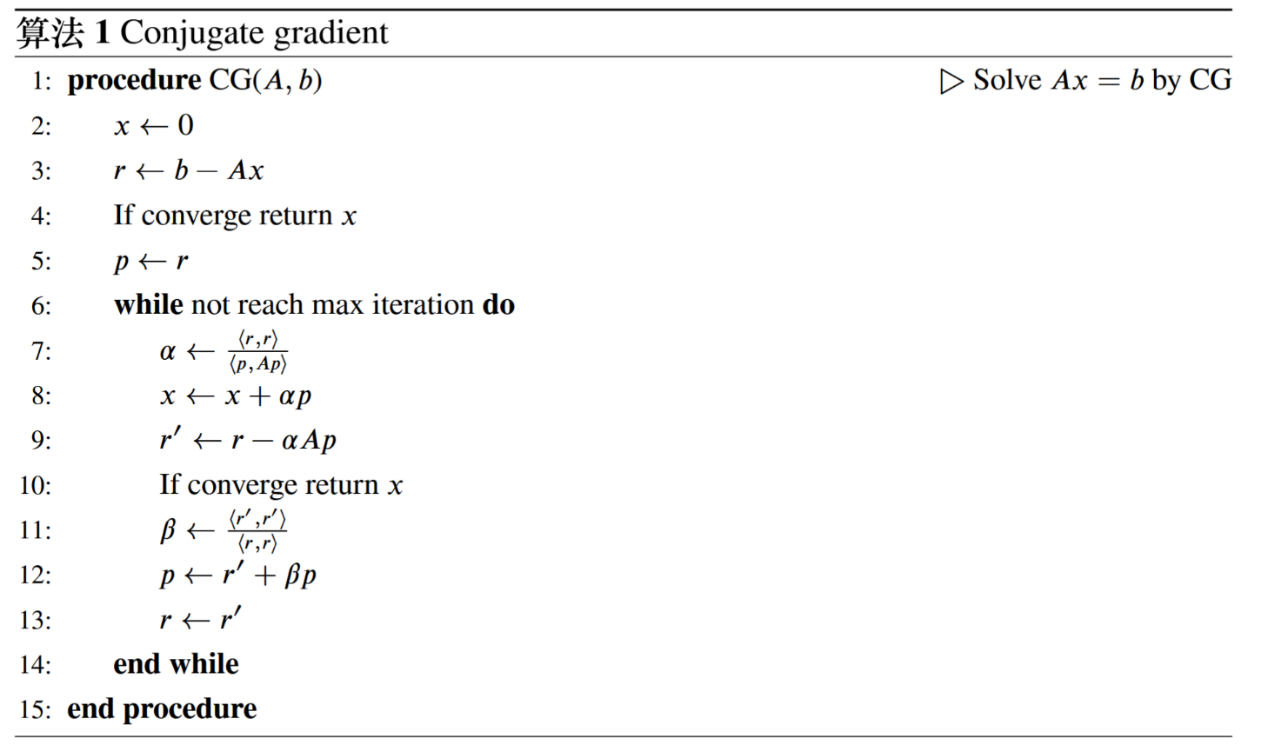 算法 1 Conjugate gradient
1: procedure CG(A, b) ▷ Solve Ax = b by CG
2: x ← 0
3: r ← b − Ax
4: If converge return x
5: p ← r
6: while not reach max iteration do
7: α ← ⟨r,r⟩/⟨p,Ap⟩
8: x ← x + αp
9: r′ ← r − αAp
10: If converge return x
11: β ← ⟨r′,r′⟩/⟨r,r⟩
12: p ← r′ + βp
13: r ← r′
14: end while
15: end procedure